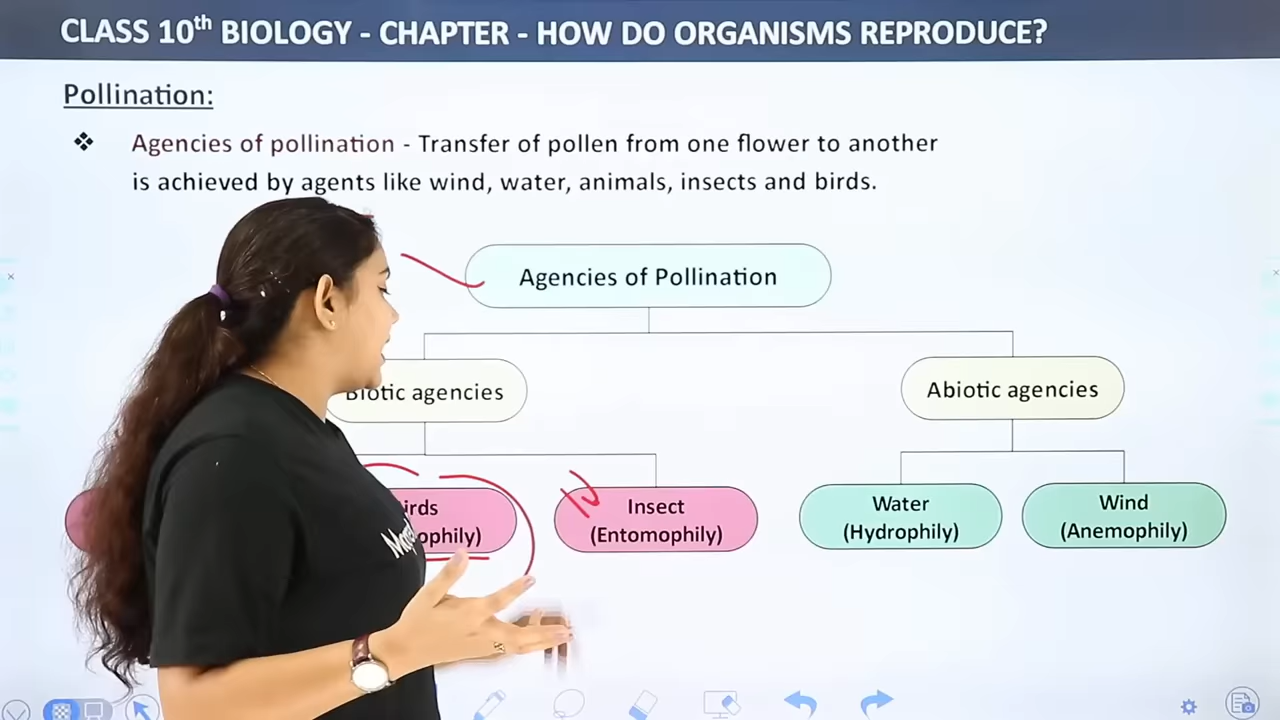 CLASS 10th BIOLOGY - CHAPTER - HOW DO ORGANISMS REPRODUCE?
Pollination:
❖ Agencies of pollination - Transfer of pollen from one flower to another
is achieved by agents like wind, water, animals, insects and birds.
Agencies of Pollination
Biotic agencies
Abiotic agencies
Insect
(Entomophily)
Water
(Hydrophily)
Wind
(Anemophily)